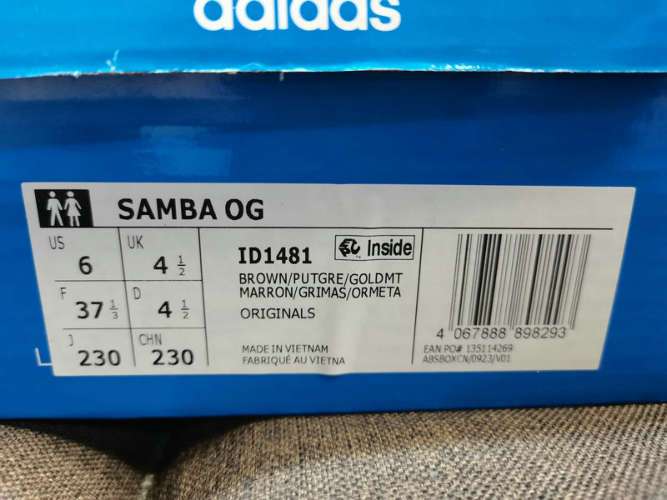 adidas
SAMBA OG
US
6
UK
4 1/2
F
37 1/3
D
4 1/2
J
230
CHN
230
ID1481
Inside
BROWN/PUTGRE/GOLDMT
MARRON/GRIMAS/ORMETA
ORIGINALS
MADE IN VIETNAM
FABRIQUÉ AU VIETNA
4 067888 898293
EAN PO# 135114269
ABSBOXCN/0923/V01